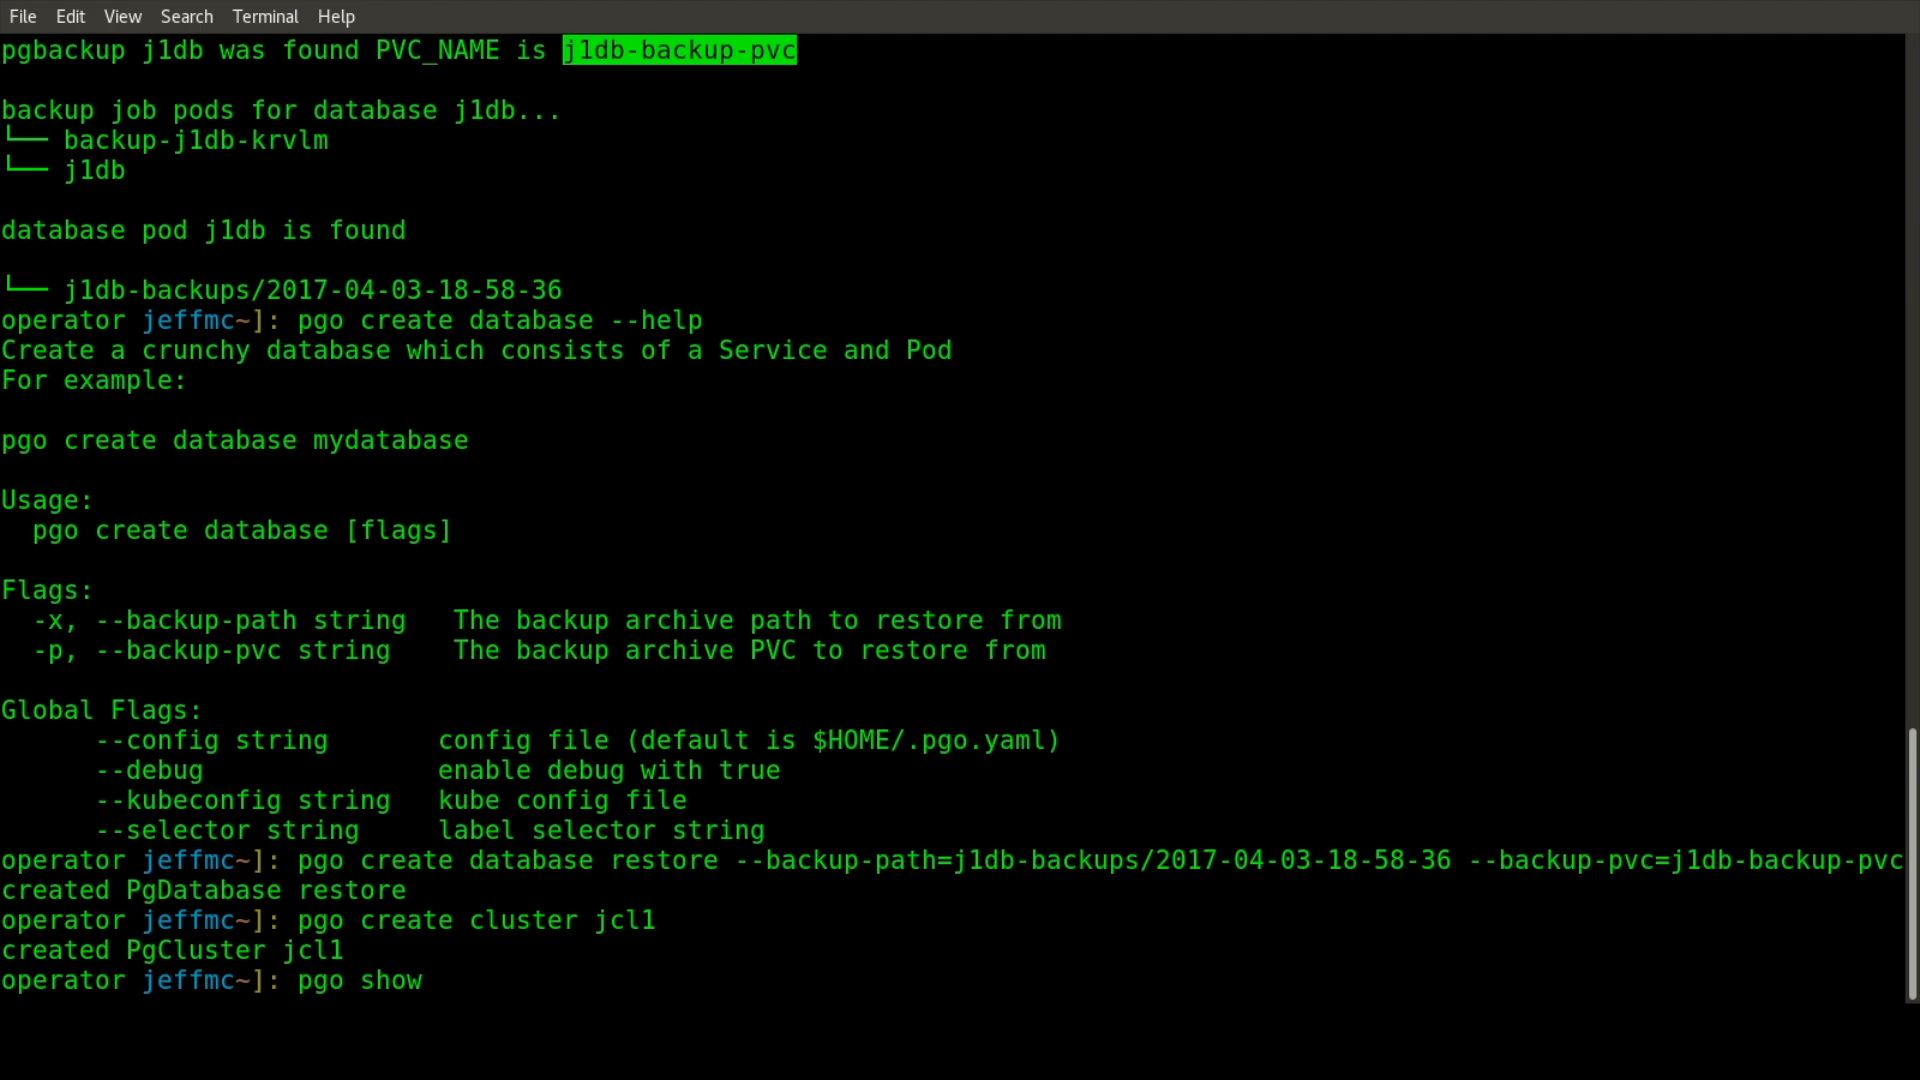 File Edit View Search Terminal Help
pgbackup j1db was found PVC_NAME is j1db-backup-pvc
backup job pods for database j1db...
└── backup-j1db-krvlm
└── j1db
database pod j1db is found
└── j1db-backups/2017-04-03-18-58-36
operator jeffmc~]: pgo create database --help
Create a crunchy database which consists of a Service and Pod
For example:
pgo create database mydatabase
Usage:
  pgo create database [flags]
Flags:
  -x, --backup-path string   The backup archive path to restore from
  -p, --backup-pvc string    The backup archive PVC to restore from
Global Flags:
      --config string       config file (default is $HOME/.pgo.yaml)
      --debug               enable debug with true
      --kubeconfig string   kube config file
      --selector string     label selector string
operator jeffmc~]: pgo create database restore --backup-path=j1db-backups/2017-04-03-18-58-36 --backup-pvc=j1db-backup-pvc
created PgDatabase restore
operator jeffmc~]: pgo create cluster jcl1
created PgCluster jcl1
operator jeffmc~]: pgo show